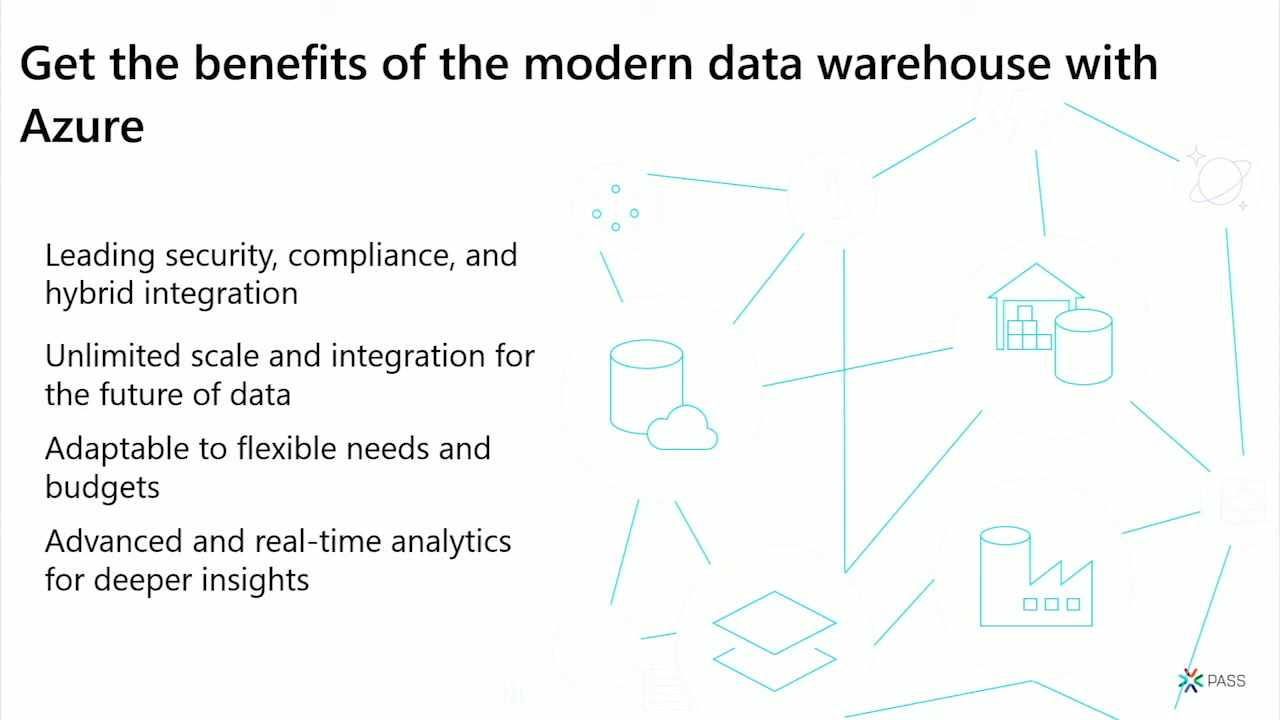 Get the benefits of the modern data warehouse with
Azure
Leading security, compliance, and
hybrid integration
Unlimited scale and integration for
the future of data
Adaptable to flexible needs and
budgets
Advanced and real-time analytics
for deeper insights
PASS